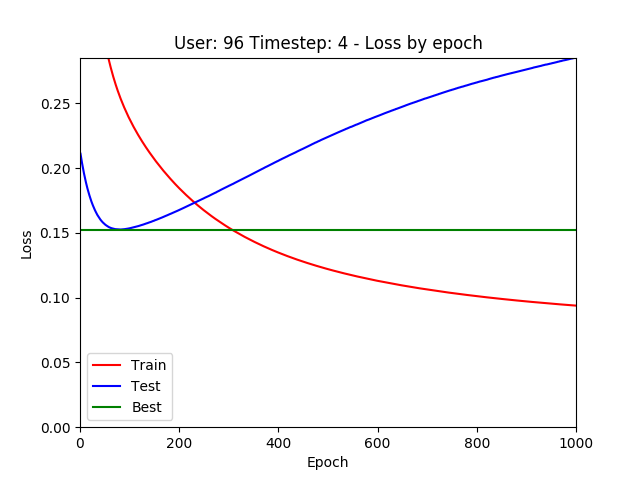 User: 96 Timestep: 4 - Loss by epoch
Loss
0.25
0.20
0.15
0.10
0.05
0.00
Train
Test
Best
0 200 400 600 800 1000
Epoch